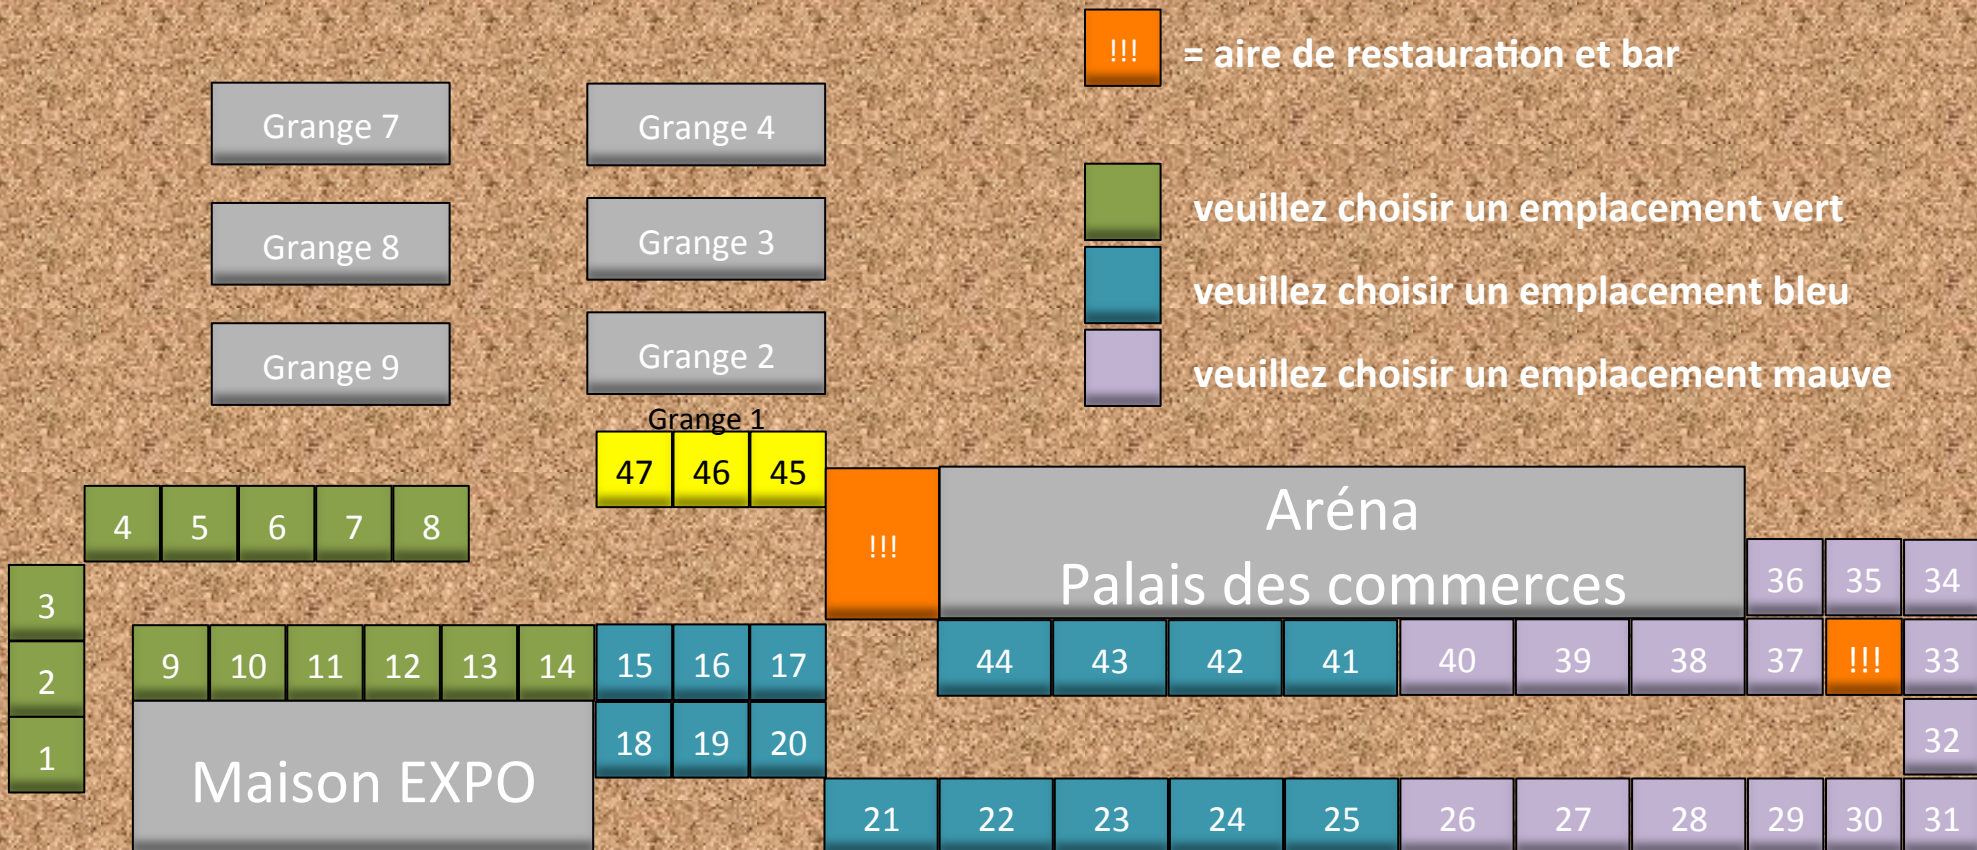 !!!
= aire de restauration et bar
Grange 7
Grange 4
veuillez choisir un emplacement vert
Grange 8
Grange 3
veuillez choisir un emplacement bleu
Grange 9
Grange 2
veuillez choisir un emplacement mauve
Grange 1
47 46 45
4 5 6 7 8
!!!
Aréna
Palais des commerces
36 35 34
3
2
1
9 10 11 12 13 14 15 16 17
44 43 42 41 40 39 38 37 !!! 33
18 19 20
32
Maison EXPO
21 22 23 24 25 26 27 28 29 30 31